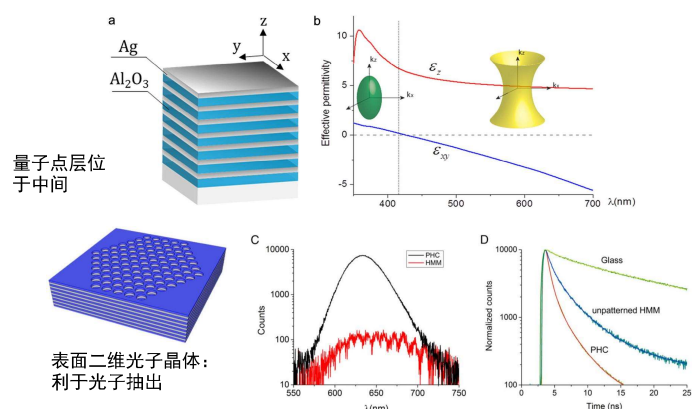 a
z
y
x
Ag
Al₂O₃
量子点层位
于中间
b
Effective permittivity
10
5
0
-5
kz
kx
εz
kz
kx
εxy
400
500
600
700
λ(nm)
表面二维光子晶体：
利于光子抽出
C
Counts
10000
1000
100
10
PHC
HMM
550
600
650
700
750
λ(nm)
D
Normalized counts
10000
1000
100
Glass
unpatterned HMM
PHC
0
5
10
15
20
25
Time (ns)